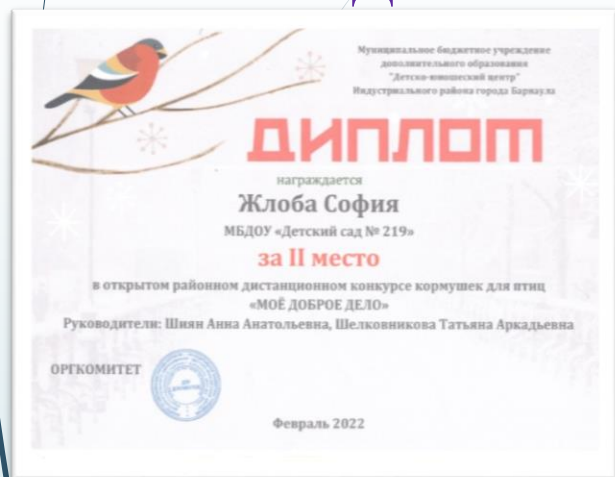 Муниципальное бюджетное учреждение
дополнительного образования
"Детско-юношеский центр"
Индустриального района города Барнаула
ДИПЛОМ
награждается
Жлоба София
МБДОУ «Детский сад № 219»
за II место
в открытом районном дистанционном конкурсе кормушек для птиц
«МОЁ ДОБРОЕ ДЕЛО»
Руководители: Шиян Анна Анатольевна, Шелковникова Татьяна Аркадьевна
ОРГКОМИТЕТ
Февраль 2022